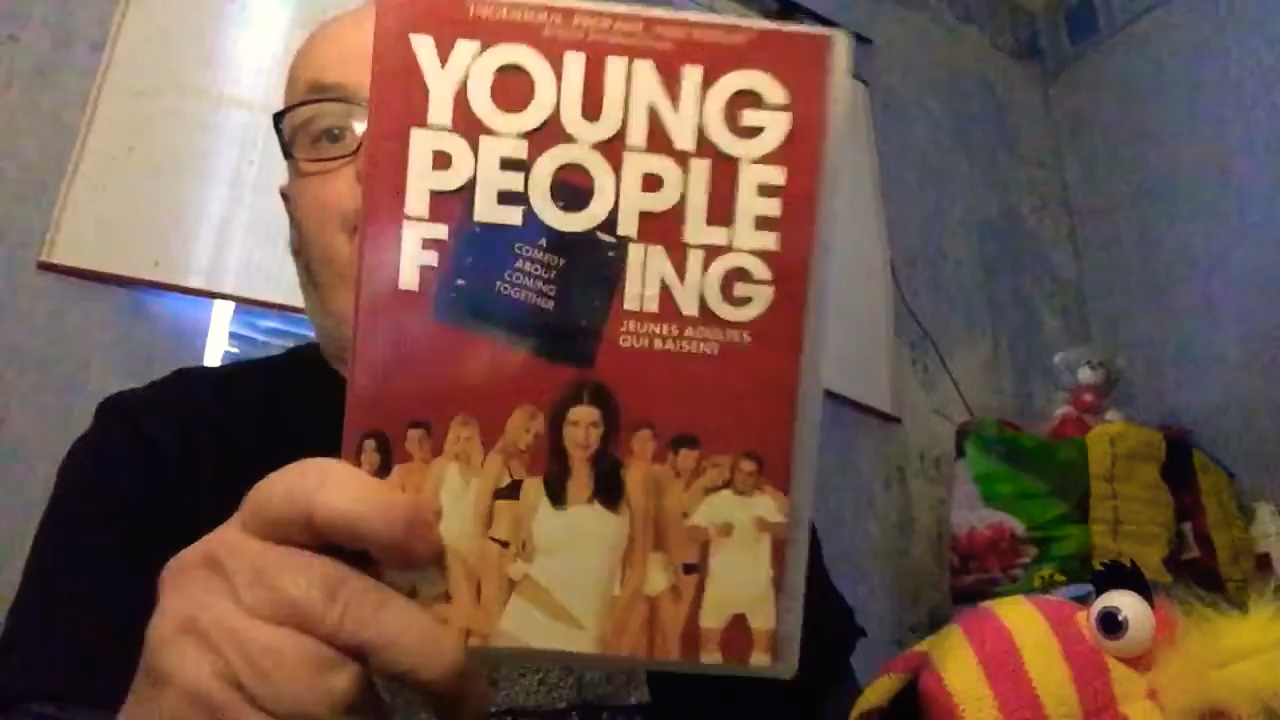 YOUNG
PEOPLE
F ING
A
COMEDY
ABOUT
COMING
TOGETHER
JEUNES ADULTES
QUI BAISENT